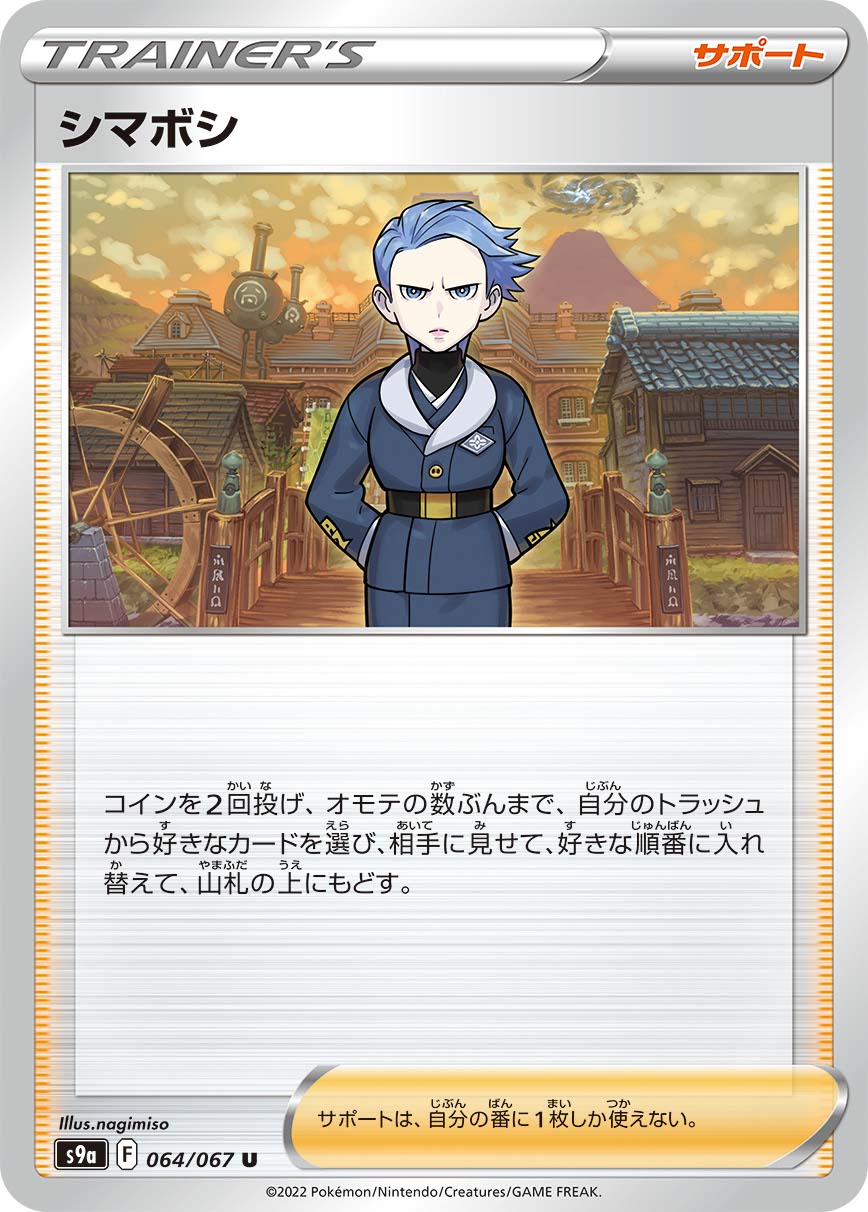 TRAINER'S サポート
シマボシ
コインを2回投げ、オモテの数ぶんまで、自分のトラッシュ
から好きなカードを選び、相手に見せて、好きな順番に入れ
替えて、山札の上にもどす。
Illus.nagimiso
サポートは、自分の番に1枚しか使えない。
s9a F 064/067 U
©2022 Pokémon/Nintendo/Creatures/GAME FREAK.